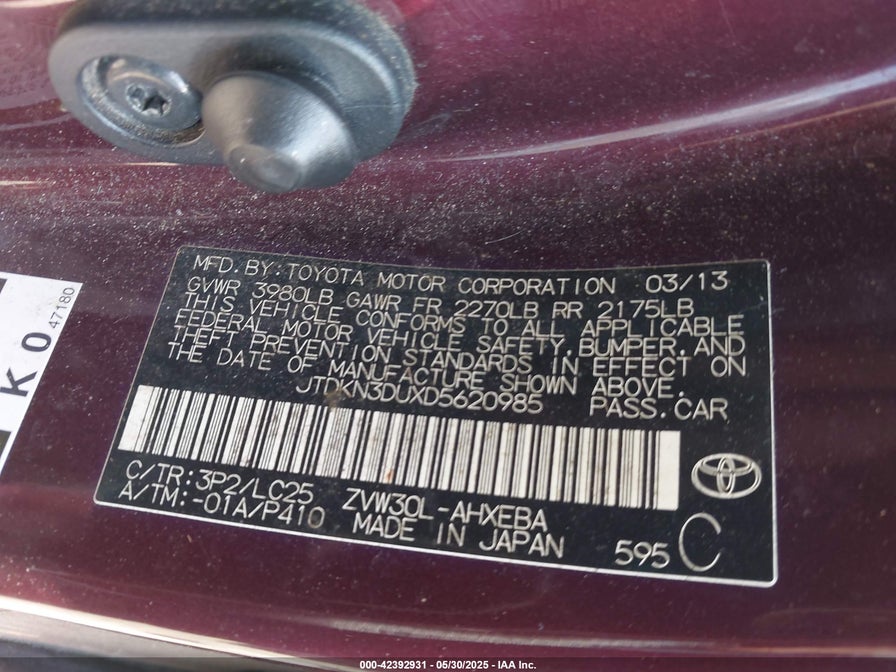 MFD. BY: TOYOTA MOTOR CORPORATION 03/13
GVWR 3980LB GAWR FR 2270LB RR 2175LB
THIS VEHICLE CONFORMS TO ALL APPLICABLE
FEDERAL MOTOR VEHICLE SAFETY, BUMPER, AND
THEFT PREVENTION STANDARDS IN EFFECT ON
THE DATE OF MANUFACTURE SHOWN ABOVE.
JTDKN3DUXD5620985 PASS. CAR
C/TR: 3P2/LC25 ZVW30L-AHXEBA
A/TM: -01A/P410 MADE IN JAPAN
595 C
K0
47180
000-42392931 - 05/30/2025 - IAA Inc.